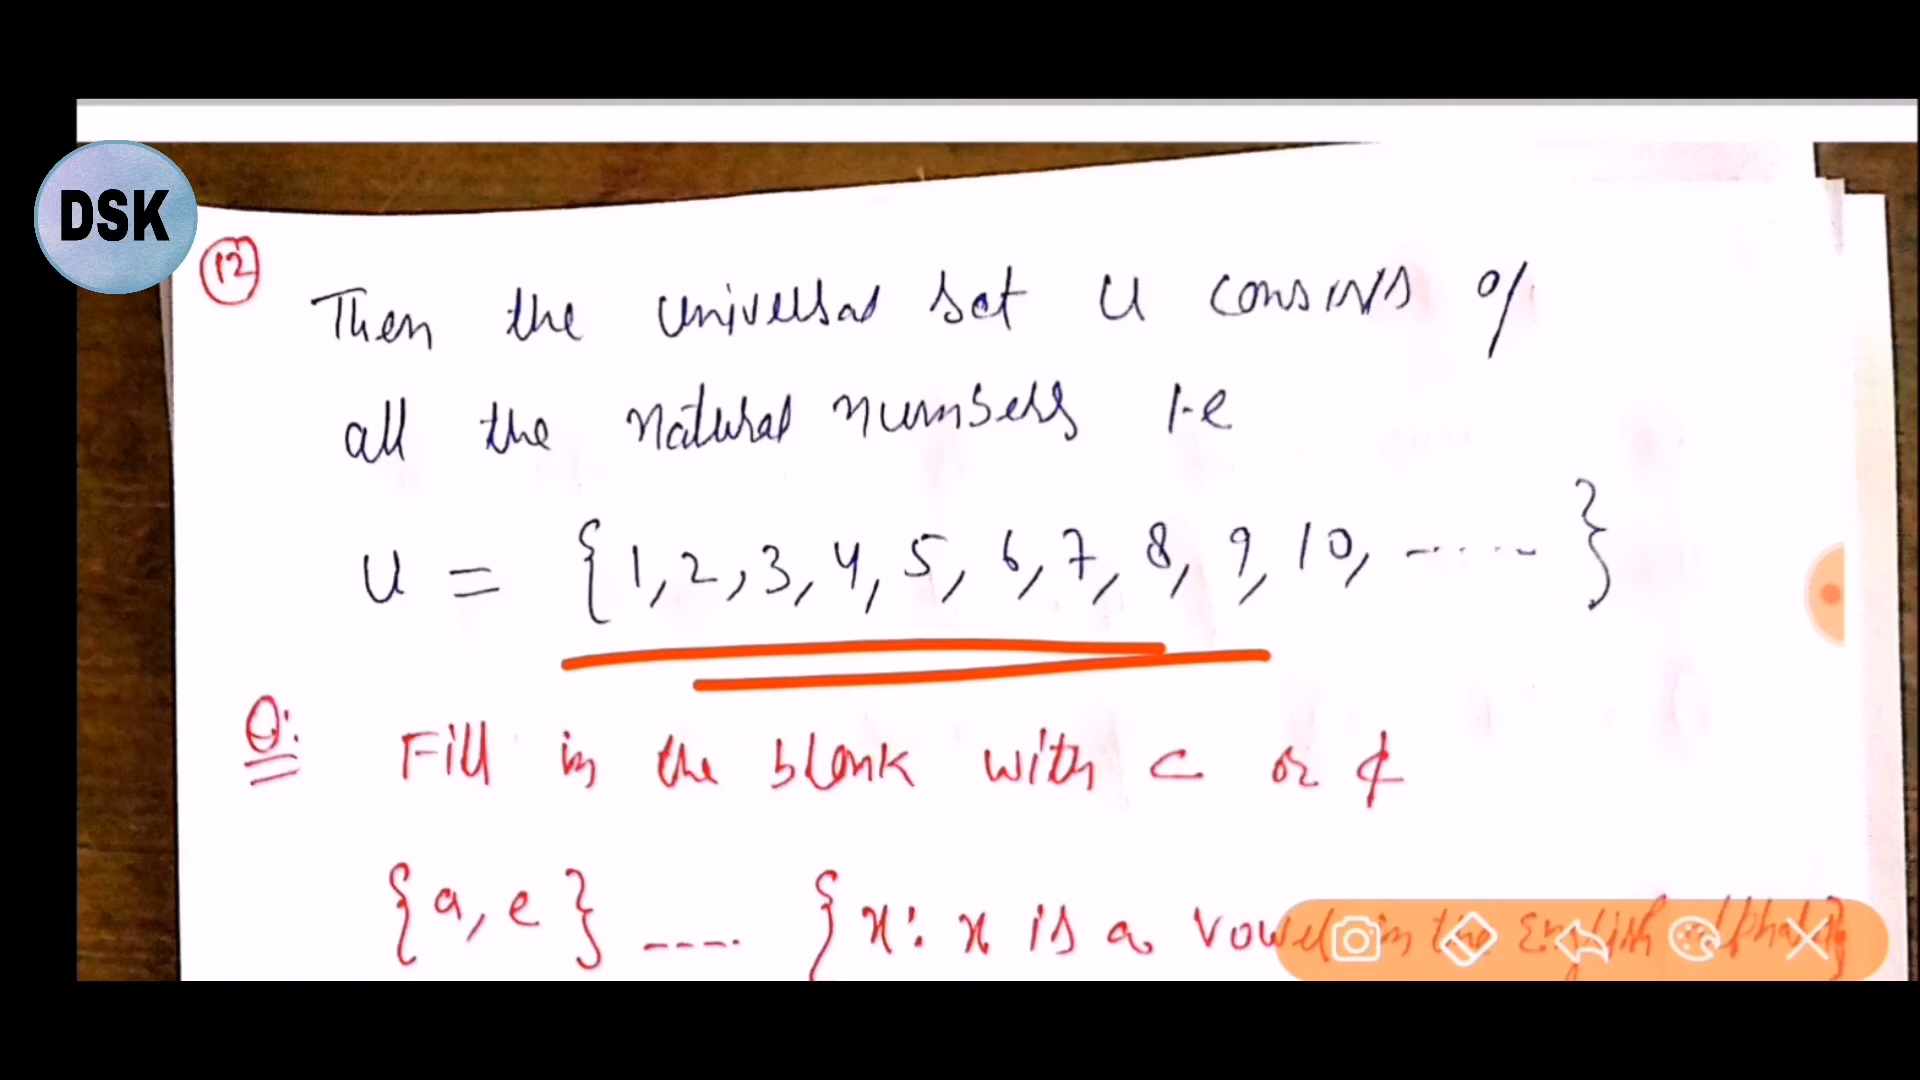 DSK
12
Then the universal set U consists of
all the natural numbers i.e
U = {1,2,3,4,5,6,7,8,9,10,.....}
Q: Fill in the blank with ⊂ or ⊄
{a,e} ---- {x: x is a vowel in the English alphabet}